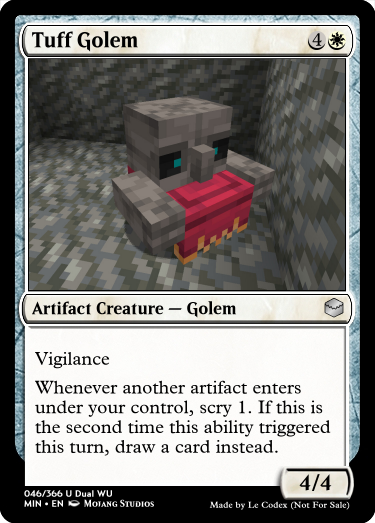 Tuff Golem 4
Artifact Creature — Golem
Vigilance
Whenever another artifact enters
under your control, scry 1. If this is
the second time this ability triggered
this turn, draw a card instead.
4/4
046/366 U Dual WU
MIN • EN Mojang Studios
Made by Le Codex (Not For Sale)